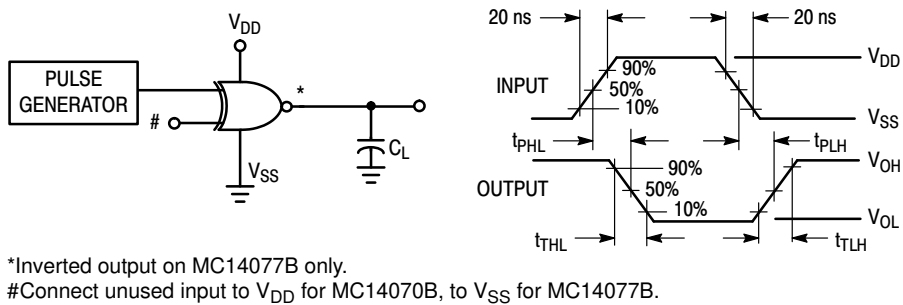 V_DD
PULSE
GENERATOR
*
#
C_L
V_SS
20 ns
20 ns
INPUT
90%
50%
10%
V_DD
V_SS
t_PHL
t_PLH
OUTPUT
90%
50%
10%
V_OH
V_OL
t_THL
t_TLH
*Inverted output on MC14077B only.
#Connect unused input to V_DD for MC14070B, to V_SS for MC14077B.